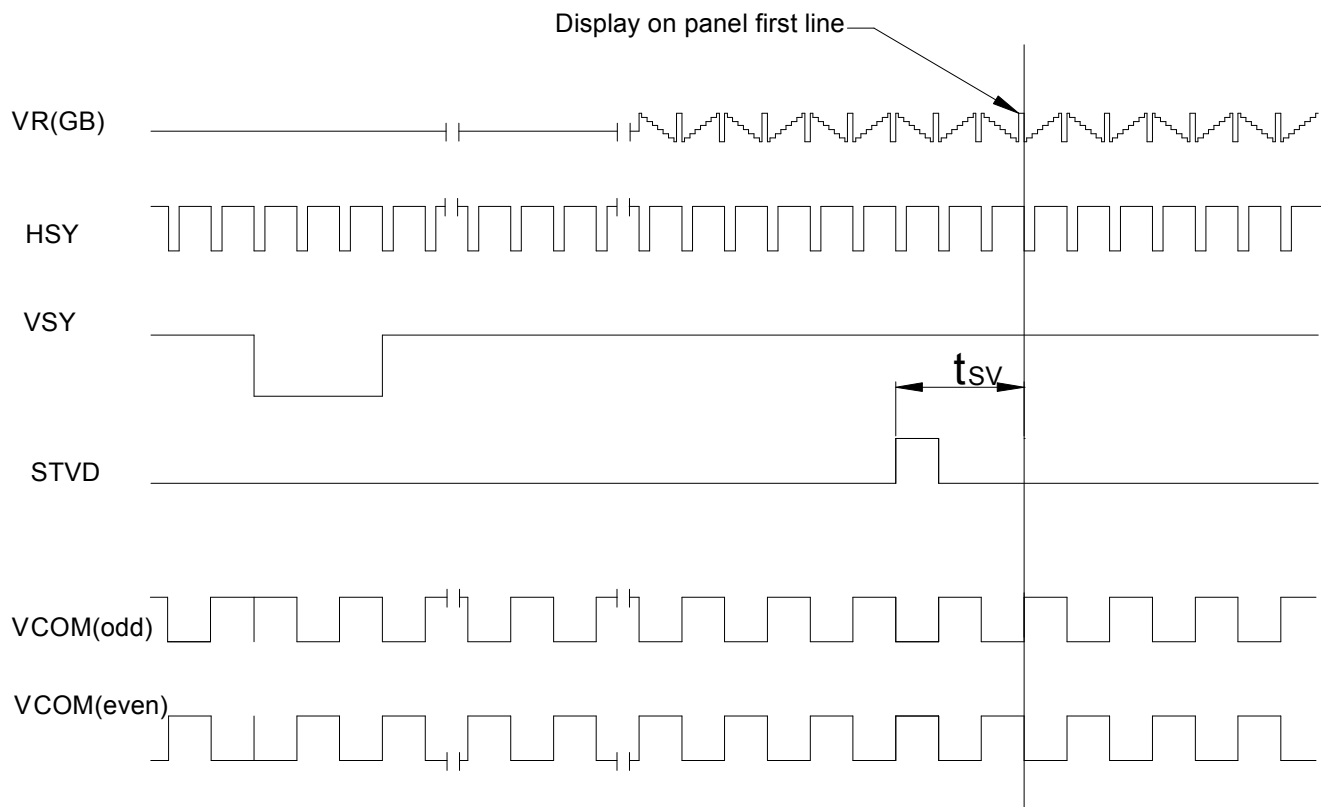 Display on panel first line
VR(GB)
HSY
VSY
tSV
STVD
VCOM(odd)
VCOM(even)